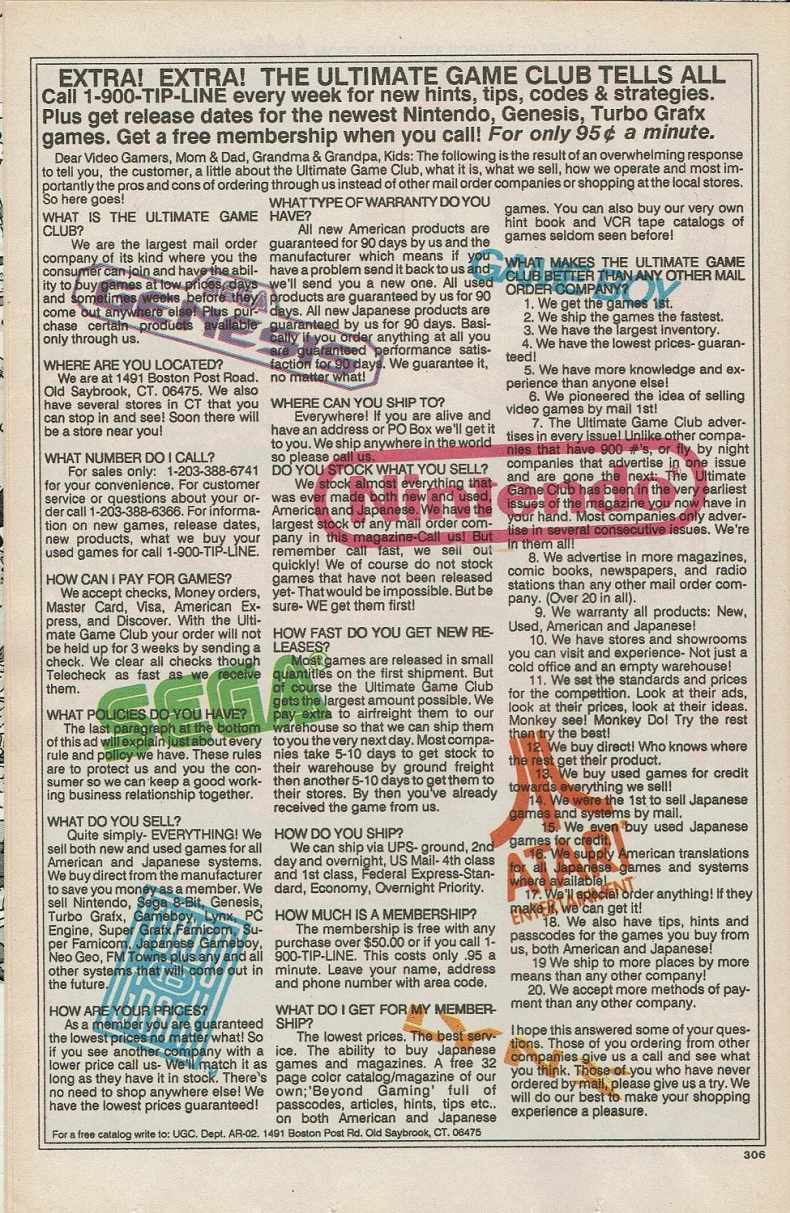 EXTRA! EXTRA! THE ULTIMATE GAME CLUB TELLS ALL
Call 1-900-TIP-LINE every week for new hints, tips, codes & strategies.
Plus get release dates for the newest Nintendo, Genesis, Turbo Grafx
games. Get a free membership when you call! For only 95¢ a minute.
Dear Video Gamers, Mom & Dad, Grandma & Grandpa, Kids: The following is the result of an overwhelming response
to tell you, the customer, a little about the Ultimate Game Club, what it is, what we sell, how we operate and most im-
portantly the pros and cons of ordering through us instead of other mail order companies or shopping at the local stores.
So here goes!
WHAT IS THE ULTIMATE GAME
CLUB?
We are the largest mail order
company of its kind where you the
consumer can join and have the abil-
ity to buy games at low prices, days
and sometimes weeks before they
come out anywhere else! Plus pur-
chase certain products available
only through us.
WHERE ARE YOU LOCATED?
We are at 1491 Boston Post Road.
Old Saybrook, CT. 06475. We also
have several stores in CT that you
can stop in and see! Soon there will
be a store near you!
WHAT NUMBER DO I CALL?
For sales only: 1-203-388-6741
for your convenience. For customer
service or questions about your or-
der call 1-203-388-6366. For informa-
tion on new games, release dates,
new products, what we buy your
used games for call 1-900-TIP-LINE.
HOW CAN I PAY FOR GAMES?
We accept checks, Money orders,
Master Card, Visa, American Ex-
press, and Discover. With the Ulti-
mate Game Club your order will not
be held up for 3 weeks by sending a
check. We clear all checks though
Telecheck as fast as we receive
them.
WHAT POLICIES DO YOU HAVE?
The last paragraph at the bottom
of this ad will explain just about every
rule and policy we have. These rules
are to protect us and you the con-
sumer so we can keep a good work-
ing business relationship together.
WHAT DO YOU SELL?
Quite simply- EVERYTHING! We
sell both new and used games for all
American and Japanese systems.
We buy direct from the manufacturer
to save you money as a member. We
sell Nintendo, Sega 8-Bit, Genesis,
Turbo Grafx, Gameboy, Lynx, PC
Engine, Super Grafx, Famicom, Su-
per Famicom, Japanese Gameboy,
Neo Geo, FM Towns plus any and all
other systems that will come out in
the future.
HOW ARE YOUR PRICES?
As a member you are guaranteed
the lowest prices no matter what! So
if you see another company with a
lower price call us- We'll match it as
long as they have it in stock. There's
no need to shop anywhere else! We
have the lowest prices guaranteed!
WHAT TYPE OF WARRANTY DO YOU
HAVE?
All new American products are
guaranteed for 90 days by us and the
manufacturer which means if you
have a problem send it back to us and
we'll send you a new one. All used
products are guaranteed by us for 90
days. All new Japanese products are
guaranteed by us for 90 days. Basi-
cally if you order anything at all you
are guaranteed performance satis-
faction for 90 days. We guarantee it,
no matter what!
WHERE CAN YOU SHIP TO?
Everywhere! If you are alive and
have an address or PO Box we'll get it
to you. We ship anywhere in the world
so please call us.
DO YOU STOCK WHAT YOU SELL?
We stock almost everything that
was ever made both new and used,
American and Japanese. We have the
largest stock of any mail order com-
pany in this magazine-Call us! But
remember call fast, we sell out
quickly! We of course do not stock
games that have not been released
yet- That would be impossible. But be
sure- WE get them first!
HOW FAST DO YOU GET NEW RE-
LEASES?
Most games are released in small
quantities on the first shipment. But
of course the Ultimate Game Club
gets the largest amount possible. We
pay extra to airfreight them to our
warehouse so that we can ship them
to you the very next day. Most compa-
nies take 5-10 days to get stock to
their warehouse by ground freight
then another 5-10 days to get them to
their stores. By then you've already
received the game from us.
HOW DO YOU SHIP?
We can ship via UPS- ground, 2nd
day and overnight, US Mail- 4th class
and 1st class, Federal Express-Stan-
dard, Economy, Overnight Priority.
HOW MUCH IS A MEMBERSHIP?
The membership is free with any
purchase over $50.00 or if you call 1-
900-TIP-LINE. This costs only .95 a
minute. Leave your name, address
and phone number with area code.
WHAT DO I GET FOR MY MEMBER-
SHIP?
The lowest prices. The best serv-
ice. The ability to buy Japanese
games and magazines. A free 32
page color catalog/magazine of our
own;'Beyond Gaming' full of
passcodes, articles, hints, tips etc..
on both American and Japanese
games. You can also buy our very own
hint book and VCR tape catalogs of
games seldom seen before!
WHAT MAKES THE ULTIMATE GAME
CLUB BETTER THAN ANY OTHER MAIL
ORDER COMPANY?
1. We get the games 1st.
2. We ship the games the fastest.
3. We have the largest inventory.
4. We have the lowest prices- guaran-
teed!
5. We have more knowledge and ex-
perience than anyone else!
6. We pioneered the idea of selling
video games by mail 1st!
7. The Ultimate Game Club adver-
tises in every issue! Unlike other compa-
nies that have 900 #'s, or fly by night
companies that advertise in one issue
and are gone the next: The Ultimate
Game Club has been in the very earliest
issues of the magazine you now have in
your hand. Most companies only adver-
tise in several consecutive issues. We're
in them all!
8. We advertise in more magazines,
comic books, newspapers, and radio
stations than any other mail order com-
pany. (Over 20 in all).
9. We warranty all products: New,
Used, American and Japanese!
10. We have stores and showrooms
you can visit and experience- Not just a
cold office and an empty warehouse!
11. We set the standards and prices
for the competition. Look at their ads,
look at their prices, look at their ideas.
Monkey see! Monkey Do! Try the rest
then try the best!
12. We buy direct! Who knows where
the rest get their product.
13. We buy used games for credit
towards everything we sell!
14. We were the 1st to sell Japanese
games and systems by mail.
15. We even buy used Japanese
games for credit.
16. We supply American translations
for all Japanese games and systems
where available!
17. We'll special order anything! If they
make it, we can get it!
18. We also have tips, hints and
passcodes for the games you buy from
us, both American and Japanese!
19 We ship to more places by more
means than any other company!
20. We accept more methods of pay-
ment than any other company.
I hope this answered some of your ques-
tions. Those of you ordering from other
companies give us a call and see what
you think. Those of you who have never
ordered by mail, please give us a try. We
will do our best to make your shopping
experience a pleasure.
SEGA
GENESIS
GAME BOY
Nintendo
SEGA
ATARI
ENTERTAINMENT
LYNX
For a free catalog write to: UGC. Dept. AR-02. 1491 Boston Post Rd. Old Saybrook, CT. 06475
306